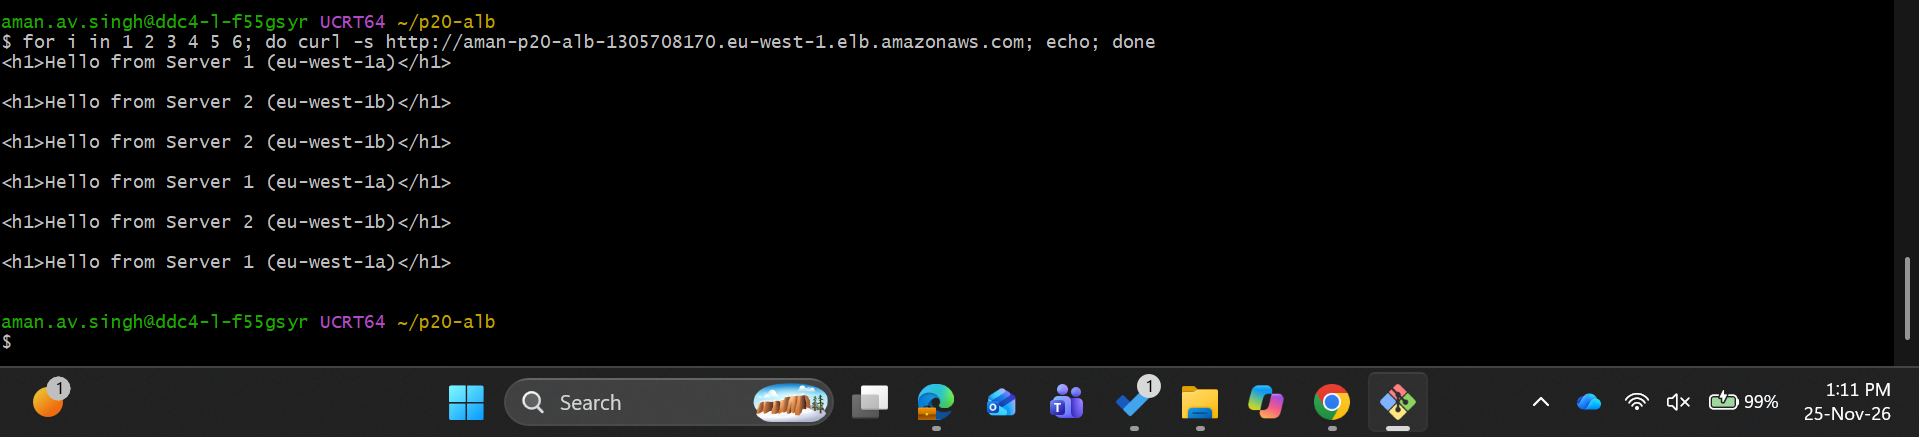 aman.av.singh@ddc4-l-f55gsyr UCRT64 ~/p20-alb
$ for i in 1 2 3 4 5 6; do curl -s http://aman-p20-alb-1305708170.eu-west-1.elb.amazonaws.com; echo; done
<h1>Hello from Server 1 (eu-west-1a)</h1>
<h1>Hello from Server 2 (eu-west-1b)</h1>
<h1>Hello from Server 2 (eu-west-1b)</h1>
<h1>Hello from Server 1 (eu-west-1a)</h1>
<h1>Hello from Server 2 (eu-west-1b)</h1>
<h1>Hello from Server 1 (eu-west-1a)</h1>
aman.av.singh@ddc4-l-f55gsyr UCRT64 ~/p20-alb
$
1
Search
1
99%
1:11 PM
25-Nov-26